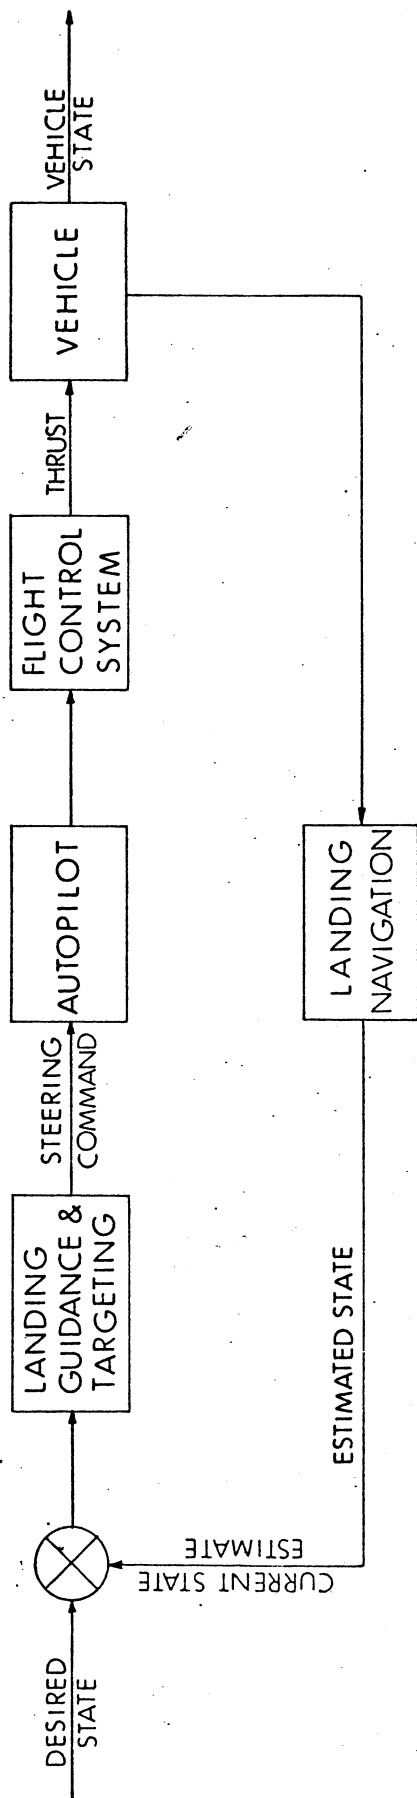 DESIRED
STATE
LANDING
GUIDANCE &
TARGETING
STEERING
COMMAND
AUTOPILOT
FLIGHT
CONTROL
SYSTEM
THRUST
VEHICLE
VEHICLE
STATE
CURRENT STATE
ESTIMATE
ESTIMATED STATE
LANDING
NAVIGATION